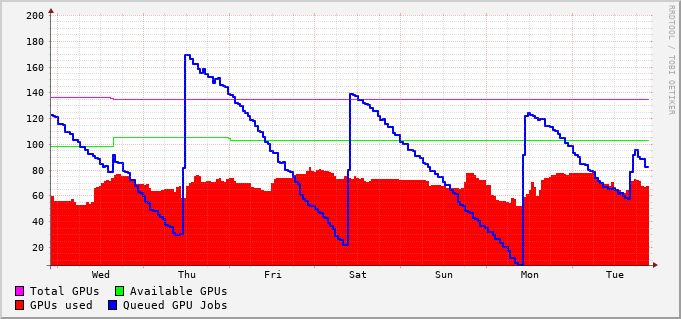 200
180
160
140
120
100
80
60
40
20
Wed Thu Fri Sat Sun Mon Tue
Total GPUs Available GPUs
GPUs used Queued GPU Jobs
RRDTOOL / TOBI OETIKER